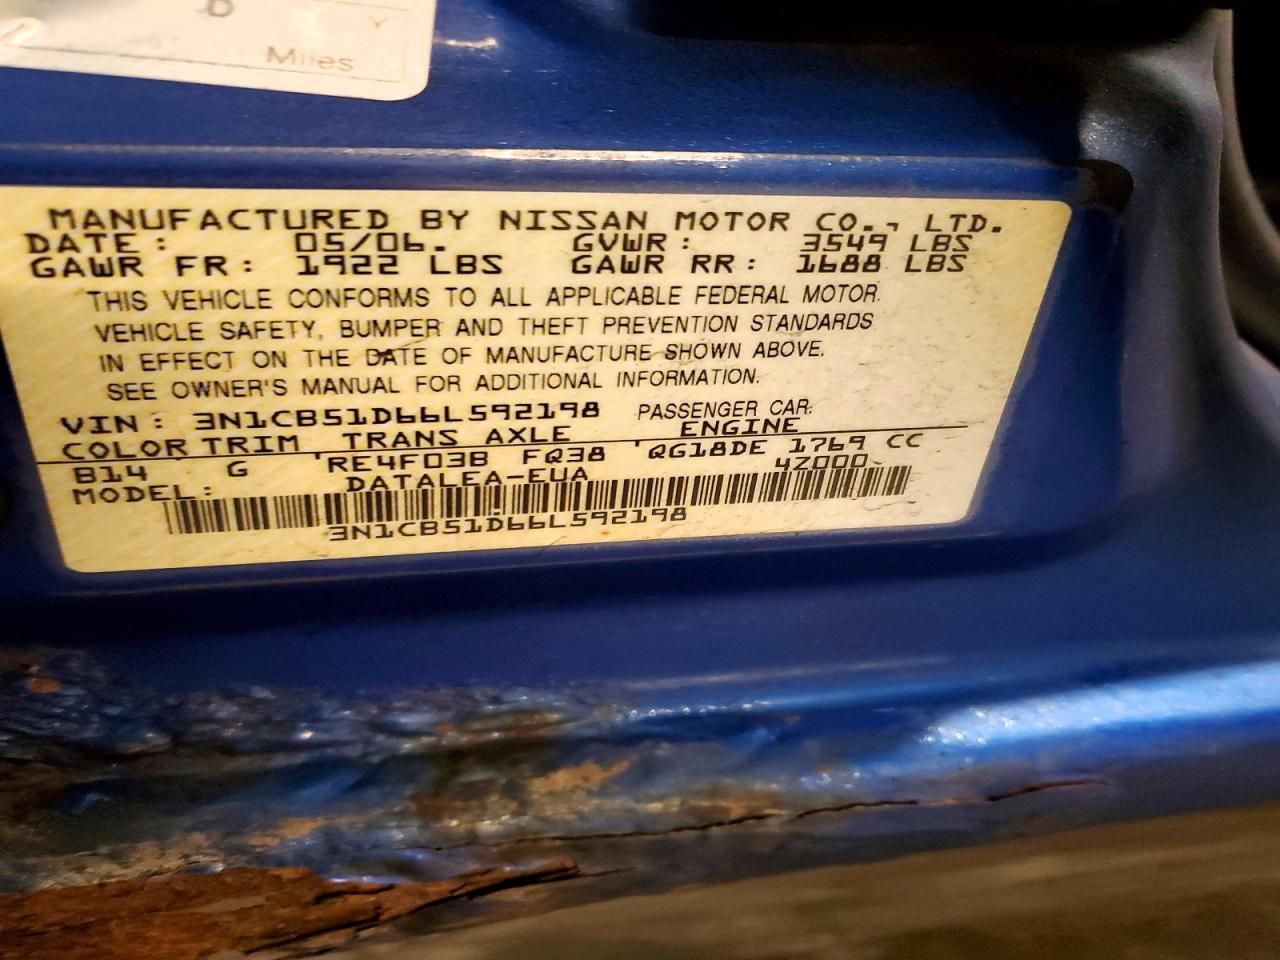 D
Miles
MANUFACTURED BY NISSAN MOTOR CO., LTD.
DATE: 05/06. GVWR: 3549 LBS
GAWR FR: 1922 LBS GAWR RR: 1688 LBS
THIS VEHICLE CONFORMS TO ALL APPLICABLE FEDERAL MOTOR
VEHICLE SAFETY, BUMPER AND THEFT PREVENTION STANDARDS
IN EFFECT ON THE DATE OF MANUFACTURE SHOWN ABOVE.
SEE OWNER'S MANUAL FOR ADDITIONAL INFORMATION.
VIN: 3N1CB51D66L592198 PASSENGER CAR:
COLOR TRIM TRANS AXLE ENGINE
B14 G RE4F03B FQ38 QG18DE 1769 CC
MODEL: DATALEA-EUA 4Z000
3N1CB51D66L592198